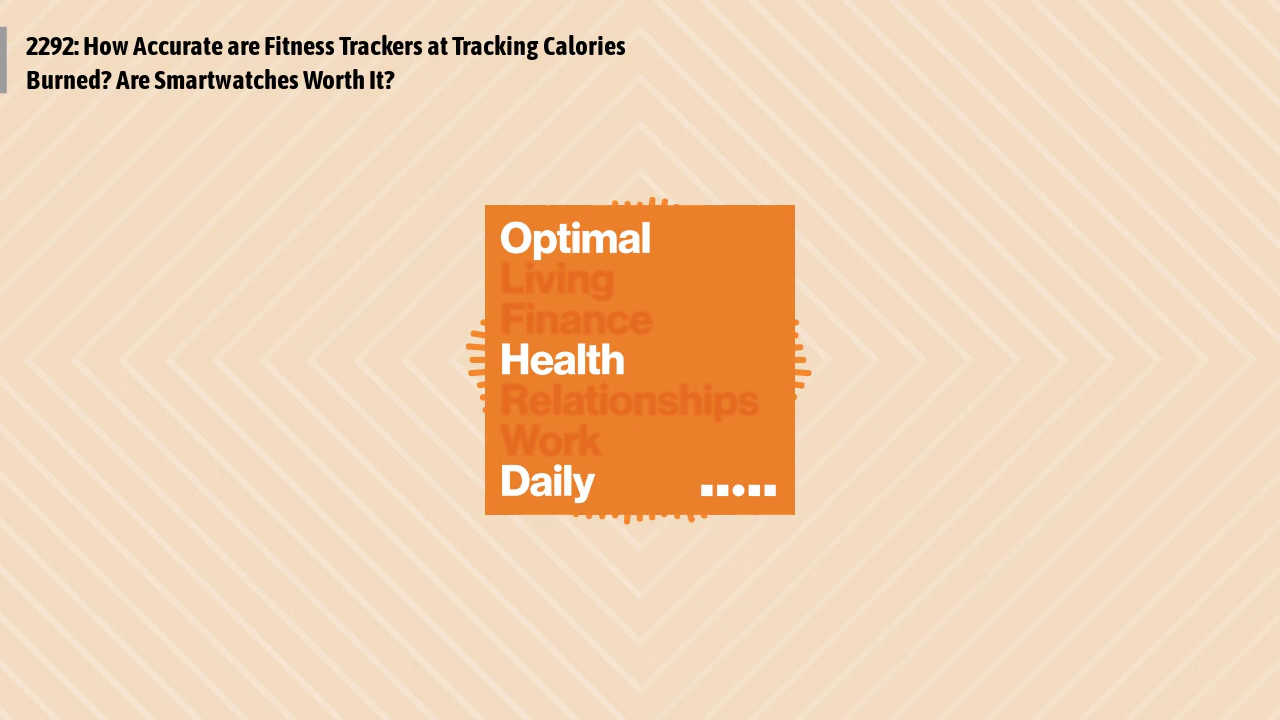 2292: How Accurate are Fitness Trackers at Tracking Calories
Burned? Are Smartwatches Worth It?
Optimal
Living
Finance
Health
Relationships
Work
Daily